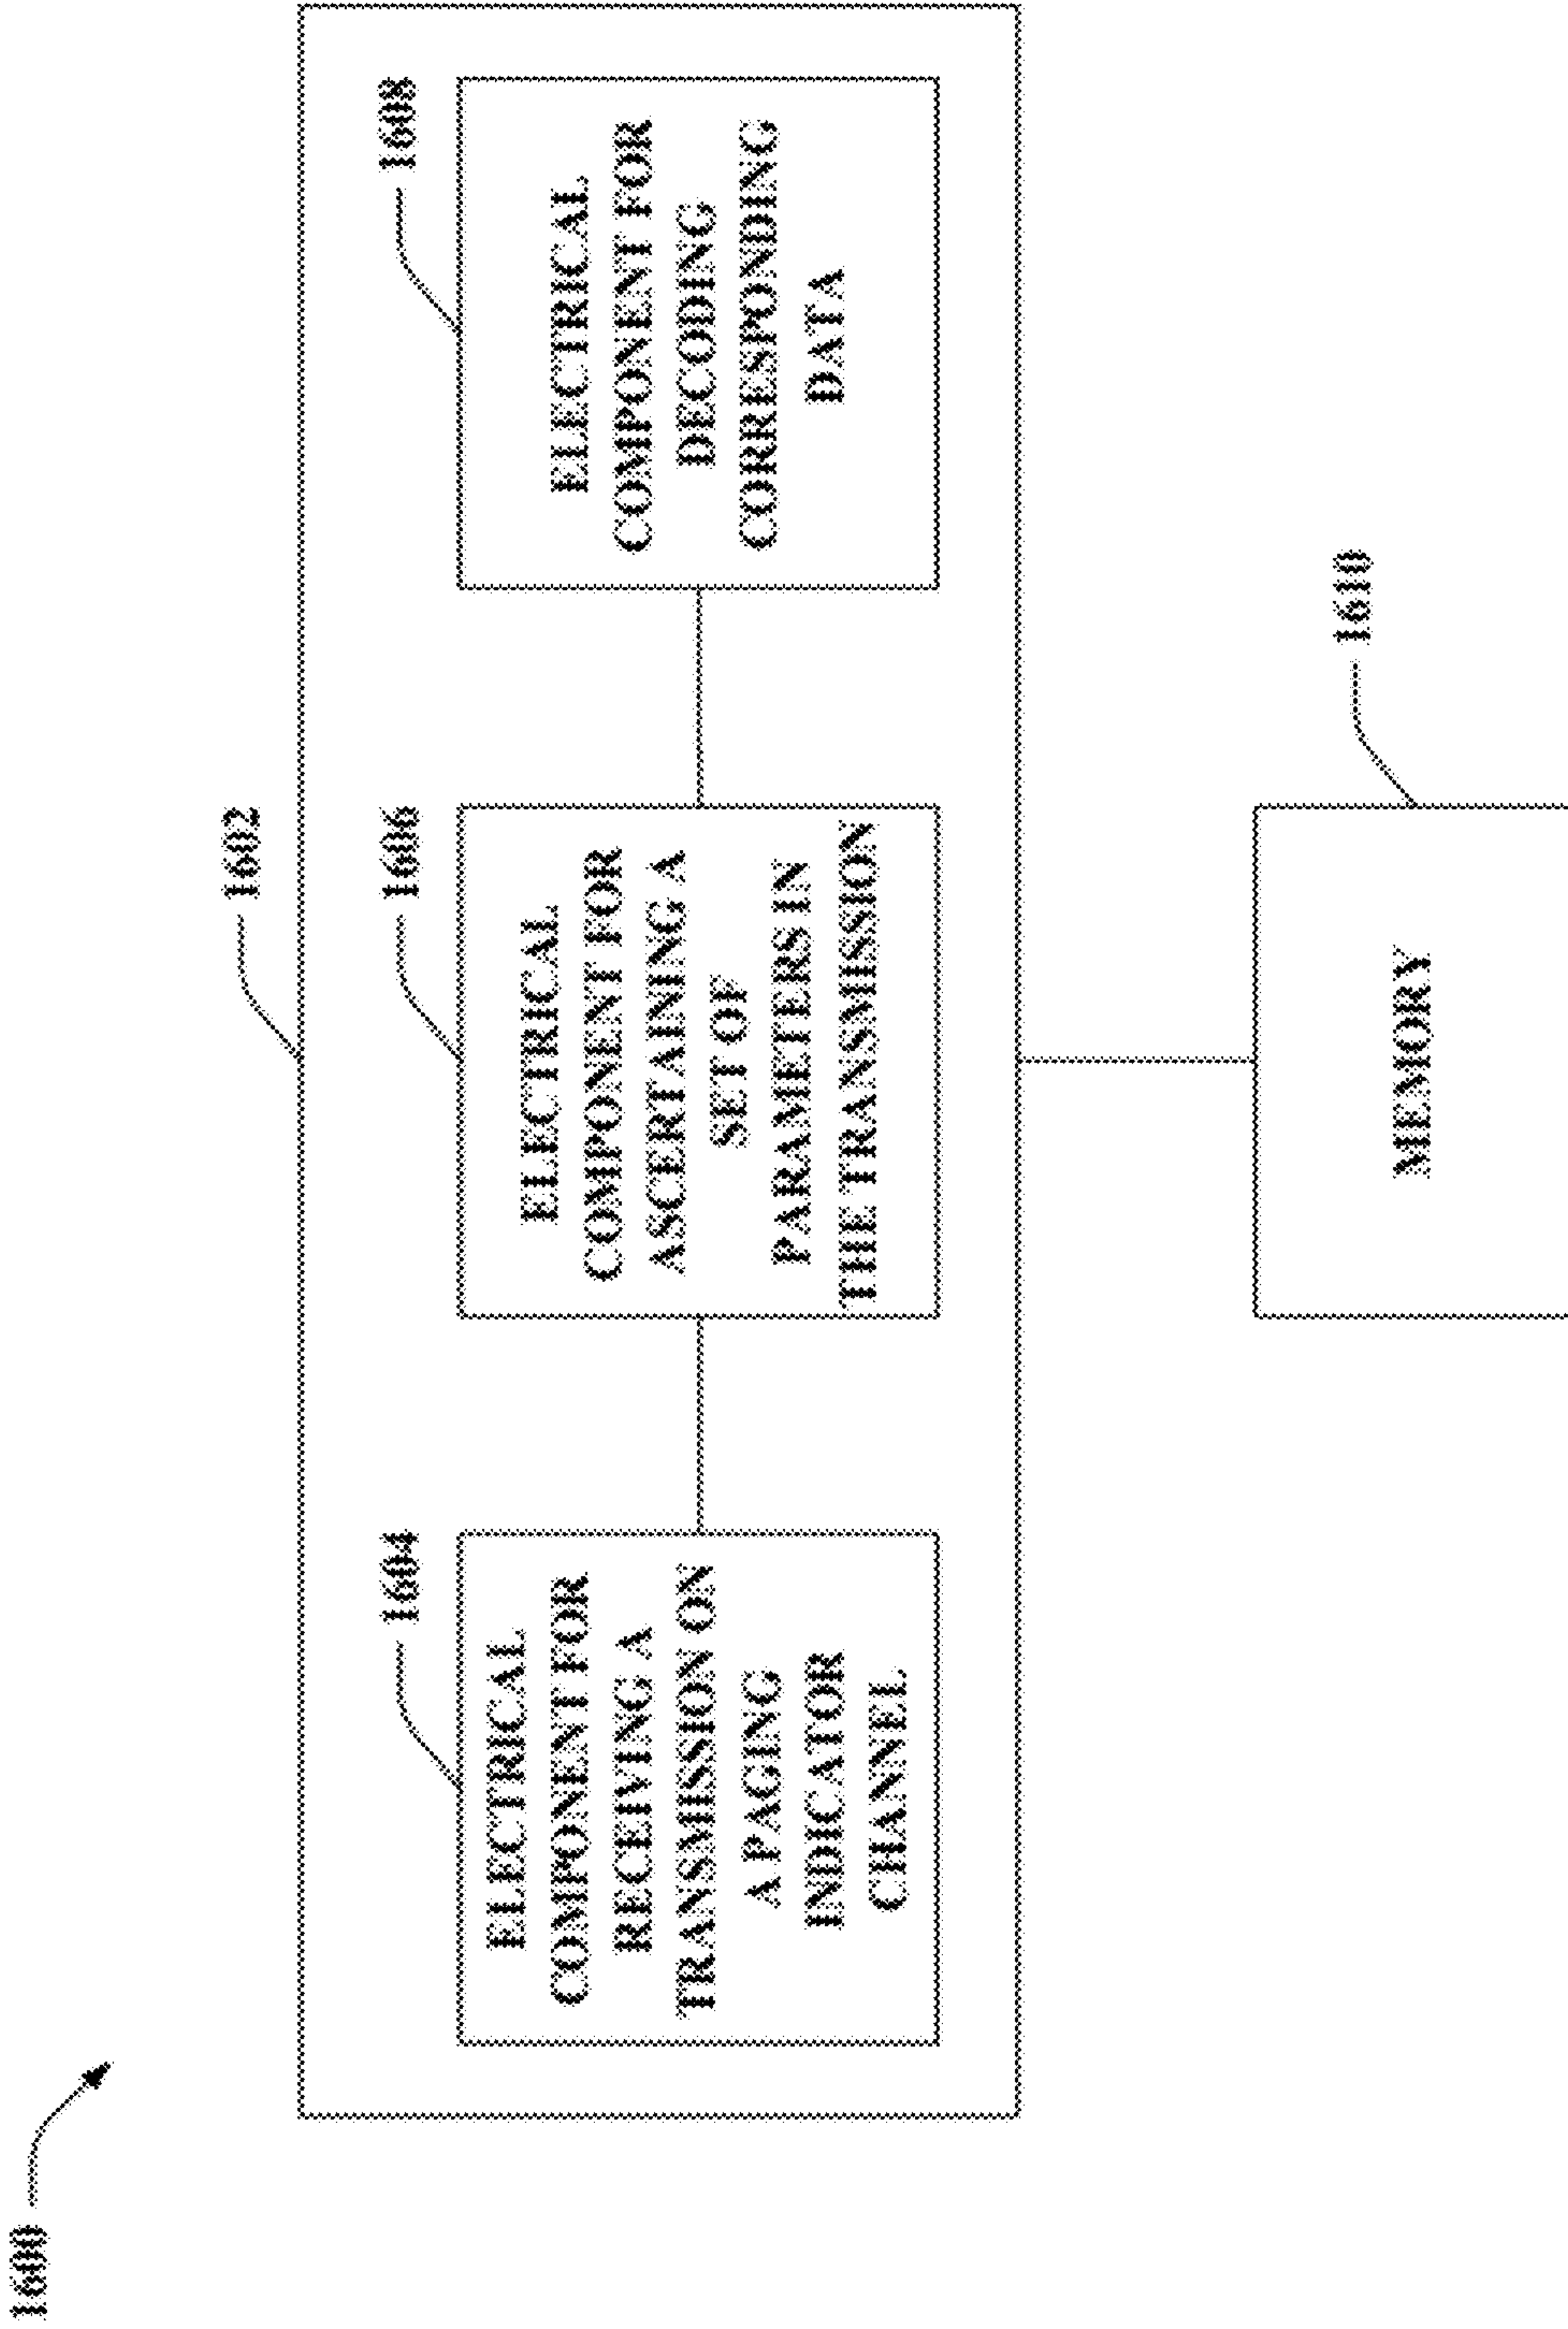 1600
1602
1604
ELECTRICAL
COMPONENT FOR
RECEIVING A
TRANSMISSION ON
A PAGING
INDICATOR
CHANNEL
1606
ELECTRICAL
COMPONENT FOR
ASCERTAINING A
SET OF
PARAMETERS IN
THE TRANSMISSION
1608
ELECTRICAL
COMPONENT FOR
DECODING
CORRESPONDING
DATA
1610
MEMORY